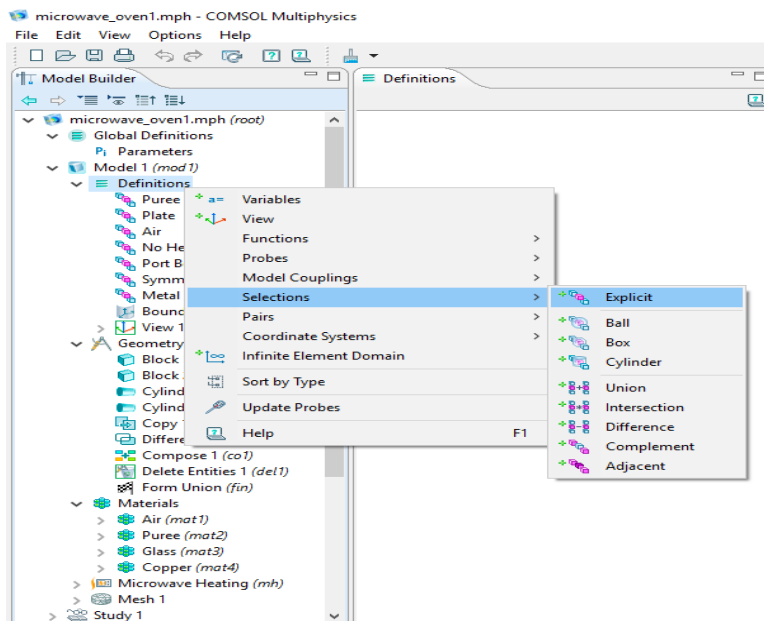 microwave_oven1.mph - COMSOL Multiphysics
File Edit View Options Help
Model Builder
Definitions
microwave_oven1.mph (root)
Global Definitions
Pi Parameters
Model 1 (mod1)
Definitions
Puree
Plate
Air
No He
Port B
Symm
Metal
Bound
View 1
Geometry
Block
Block
Cylind
Cylind
Copy
Differe
Compose 1 (co1)
Delete Entities 1 (del1)
Form Union (fin)
Materials
Air (mat1)
Puree (mat2)
Glass (mat3)
Copper (mat4)
Microwave Heating (mh)
Mesh 1
Study 1
a= Variables
View
Functions
Probes
Model Couplings
Selections
Pairs
Coordinate Systems
Infinite Element Domain
Sort by Type
Update Probes
Help F1
Explicit
Ball
Box
Cylinder
Union
Intersection
Difference
Complement
Adjacent